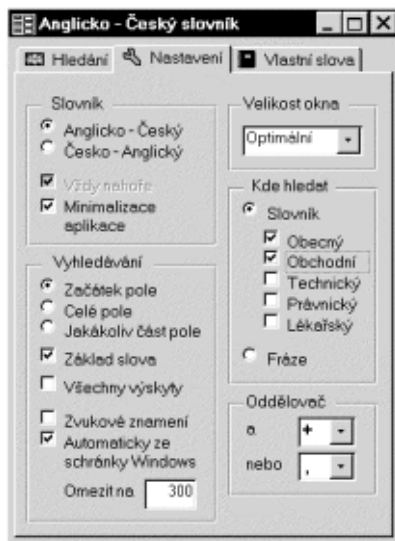 Anglicko - Český slovník
Hledání Nastavení Vlastní slova
Slovník
Anglicko - Český
Česko - Anglický
Vždy nahoře
Minimalizace
aplikace
Vyhledávání
Začátek pole
Celé pole
Jakákoliv část pole
Základ slova
Všechny výskyty
Zvukové znamení
Automaticky ze
schránky Windows
Omezit na 300
Velikost okna
Optimální
Kde hledat
Slovník
Obecný
Obchodní
Technický
Právnický
Lékařský
Fráze
Oddělovač
a +
nebo ,